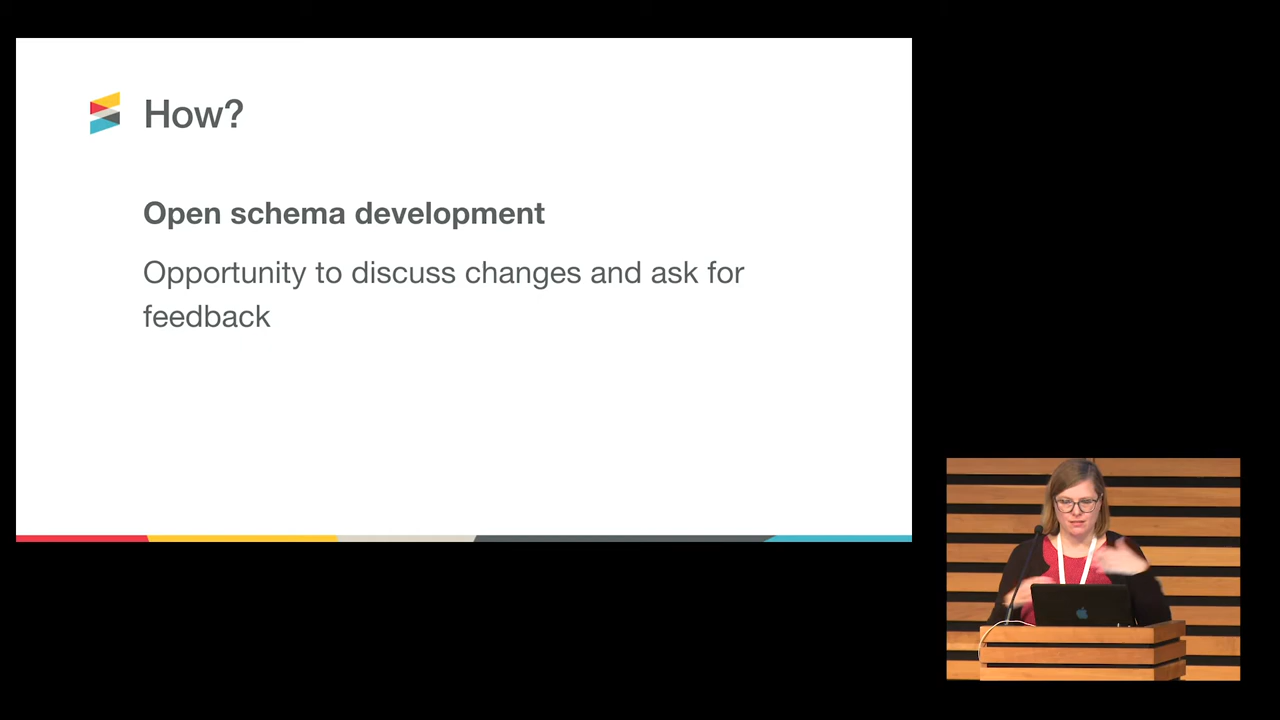 How?
Open schema development
Opportunity to discuss changes and ask for
feedback